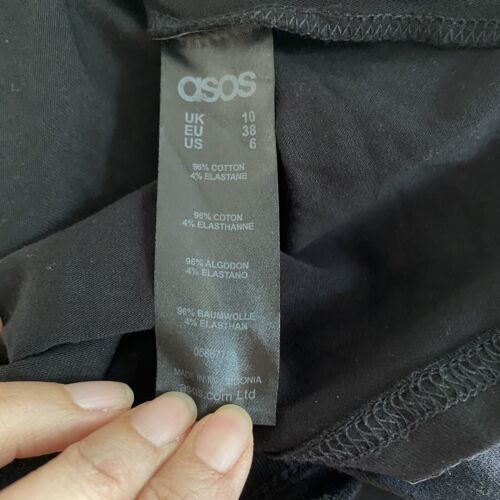 asos
UK 10
EU 38
US 6
96% COTTON
4% ELASTANE
96% COTON
4% ELASTHANNE
96% ALGODON
4% ELASTANO
96% BAUMWOLLE
4% ELASTHAN
MADE IN MACEDONIA
asos.com Ltd